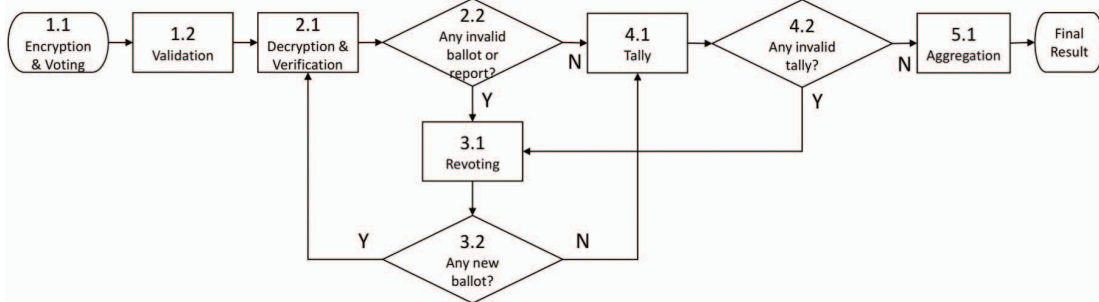 1.1
Encryption
& Voting
1.2
Validation
2.1
Decryption &
Verification
2.2
Any invalid
ballot or
report?
N
Y
4.1
Tally
4.2
Any invalid
tally?
N
Y
5.1
Aggregation
Final
Result
3.1
Revoting
3.2
Any new
ballot?
Y
N